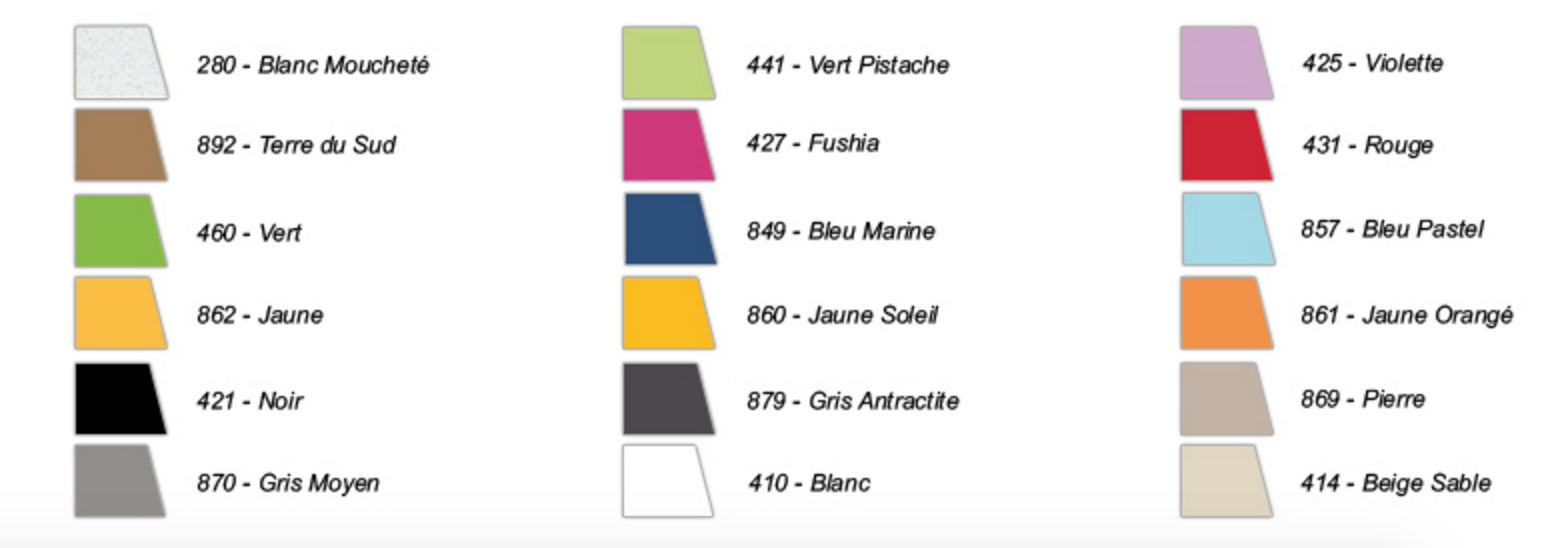 280 - Blanc Moucheté
441 - Vert Pistache
425 - Violette
892 - Terre du Sud
427 - Fushia
431 - Rouge
460 - Vert
849 - Bleu Marine
857 - Bleu Pastel
862 - Jaune
860 - Jaune Soleil
861 - Jaune Orangé
421 - Noir
879 - Gris Antractite
869 - Pierre
870 - Gris Moyen
410 - Blanc
414 - Beige Sable